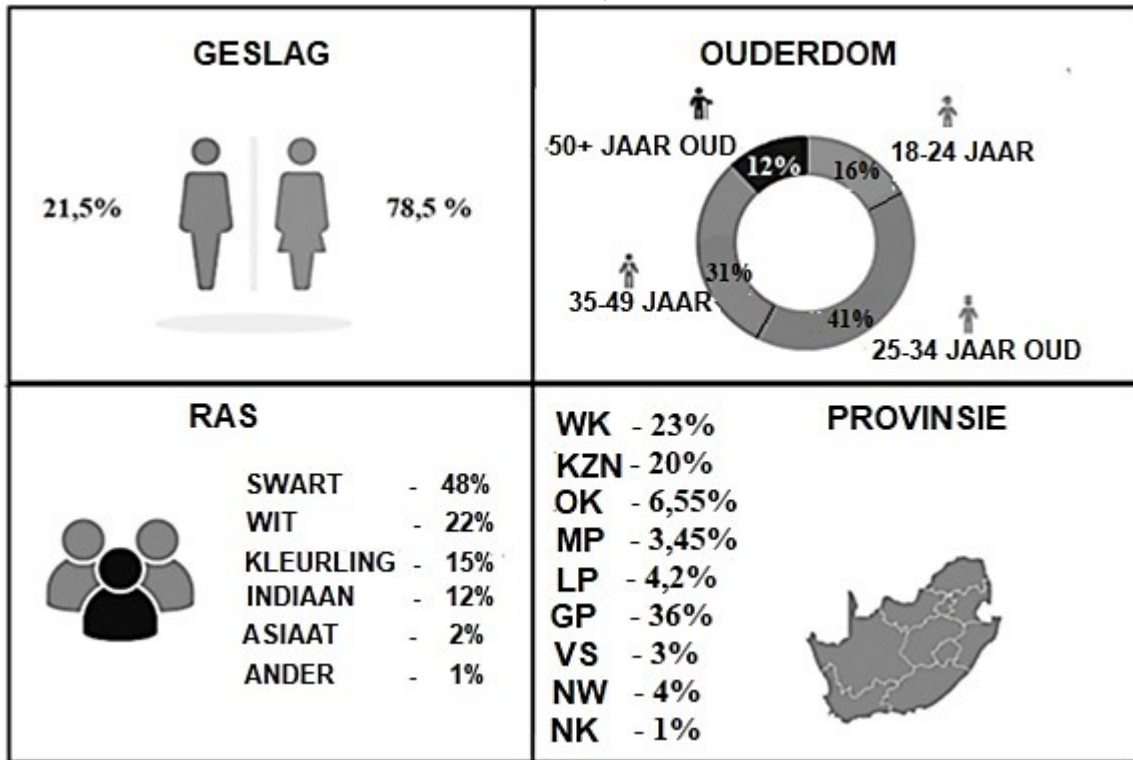 GESLAG
21,5%
78,5 %
OUDERDOM
50+ JAAR OUD
12%
16%
18-24 JAAR
31%
35-49 JAAR
41%
25-34 JAAR OUD
RAS
SWART - 48%
WIT - 22%
KLEURLING - 15%
INDIAAN - 12%
ASIAAT - 2%
ANDER - 1%
PROVINSIE
WK - 23%
KZN - 20%
OK - 6,55%
MP - 3,45%
LP - 4,2%
GP - 36%
VS - 3%
NW - 4%
NK - 1%